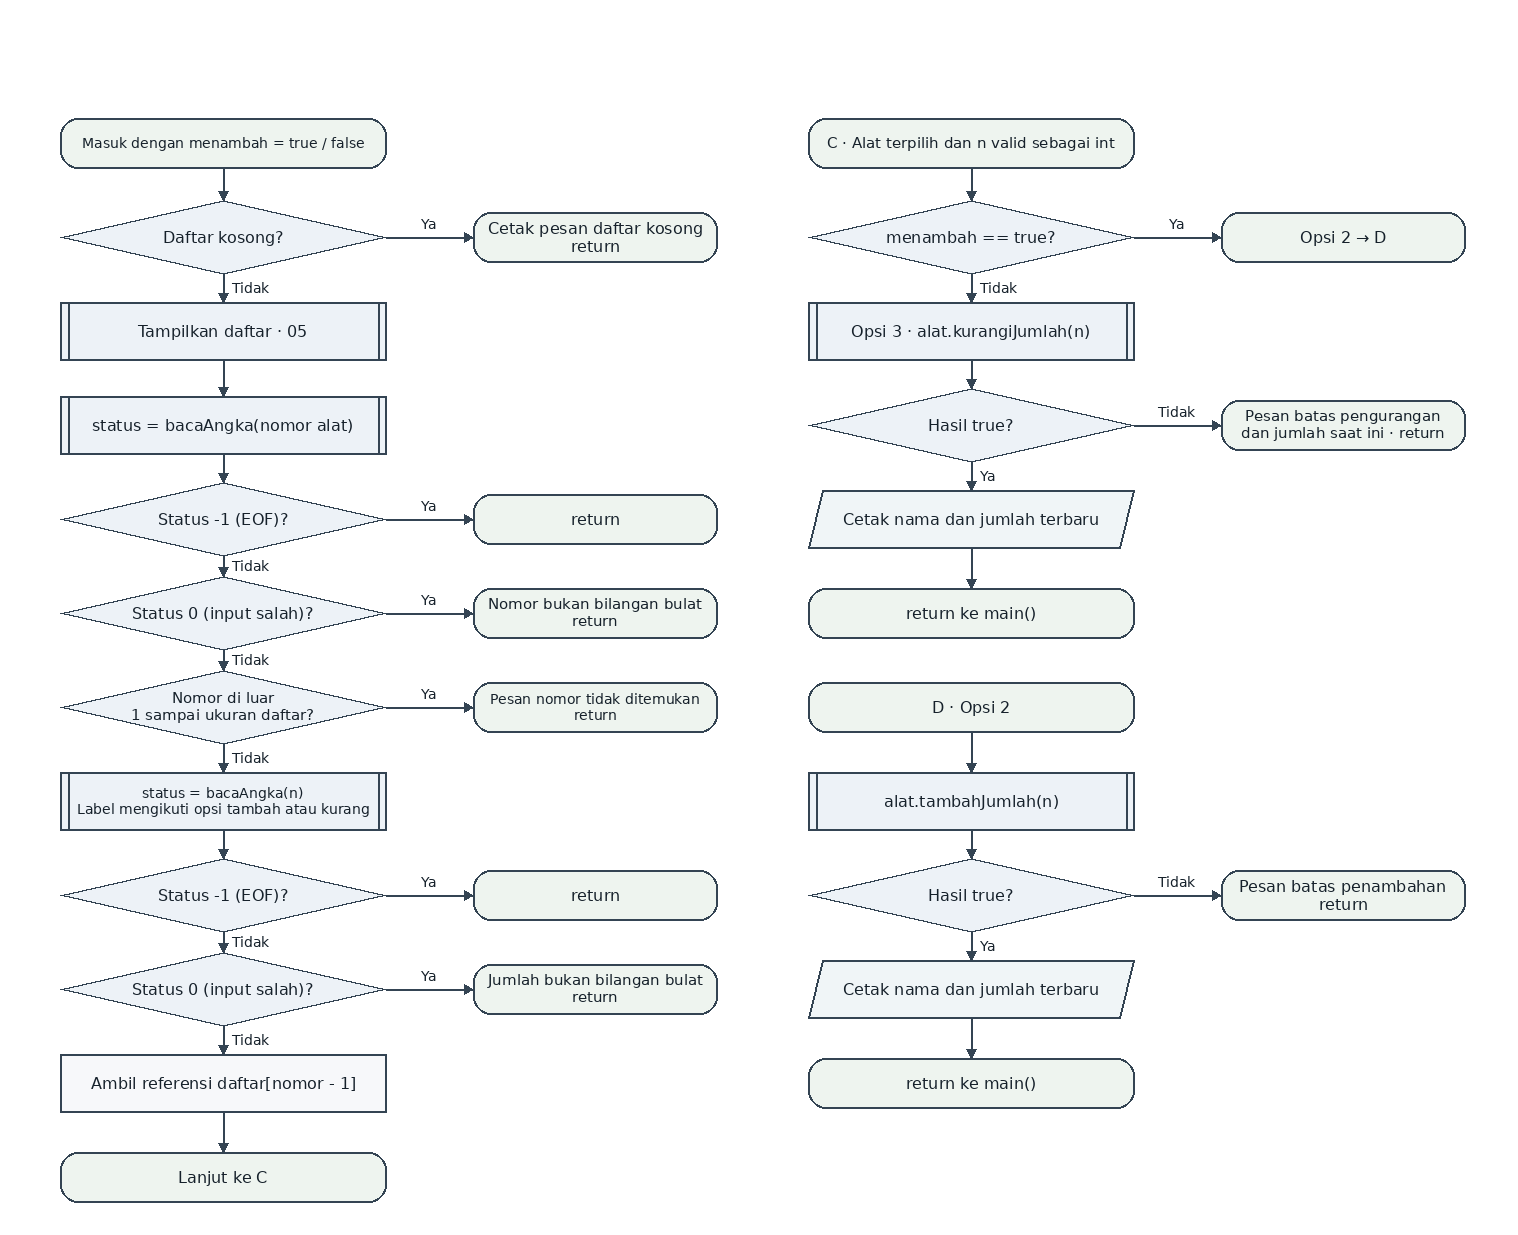 Masuk dengan menambah = true / false
Daftar kosong?
Ya
Cetak pesan daftar kosong
return
Tidak
Tampilkan daftar · 05
status = bacaAngka(nomor alat)
Status -1 (EOF)?
Ya
return
Tidak
Status 0 (input salah)?
Ya
Nomor bukan bilangan bulat
return
Tidak
Nomor di luar
1 sampai ukuran daftar?
Ya
Pesan nomor tidak ditemukan
return
Tidak
status = bacaAngka(n)
Label mengikuti opsi tambah atau kurang
Status -1 (EOF)?
Ya
return
Tidak
Status 0 (input salah)?
Ya
Jumlah bukan bilangan bulat
return
Tidak
Ambil referensi daftar[nomor - 1]
Lanjut ke C
C · Alat terpilih dan n valid sebagai int
menambah == true?
Ya
Opsi 2 → D
Tidak
Opsi 3 · alat.kurangiJumlah(n)
Hasil true?
Tidak
Pesan batas pengurangan
dan jumlah saat ini · return
Ya
Cetak nama dan jumlah terbaru
return ke main()
D · Opsi 2
alat.tambahJumlah(n)
Hasil true?
Tidak
Pesan batas penambahan
return
Ya
Cetak nama dan jumlah terbaru
return ke main()